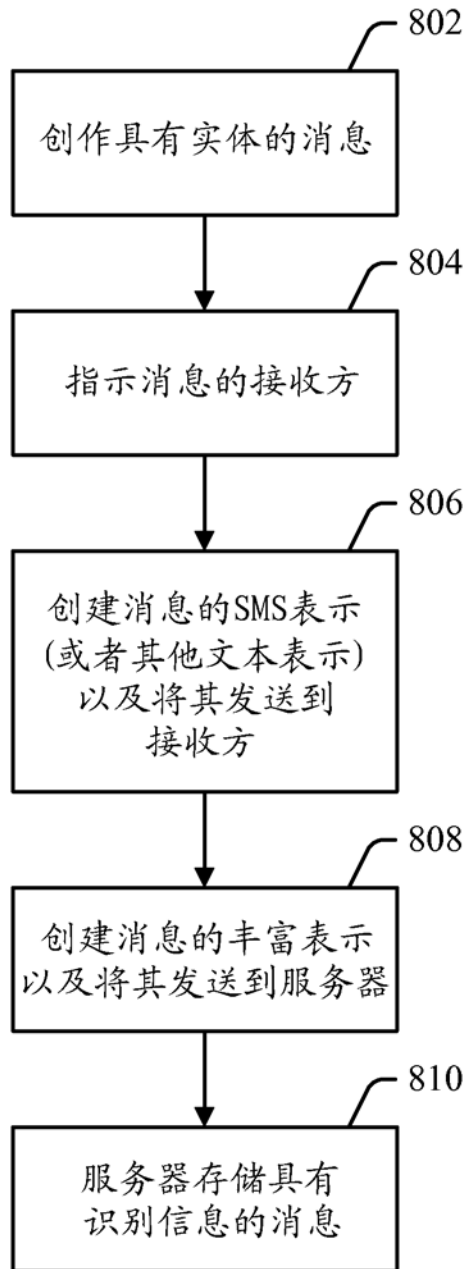 802
创作具有实体的消息
804
指示消息的接收方
806
创建消息的SMS表示
(或者其他文本表示)
以及将其发送到
接收方
808
创建消息的丰富表示
以及将其发送到服务器
810
服务器存储具有
识别信息的消息